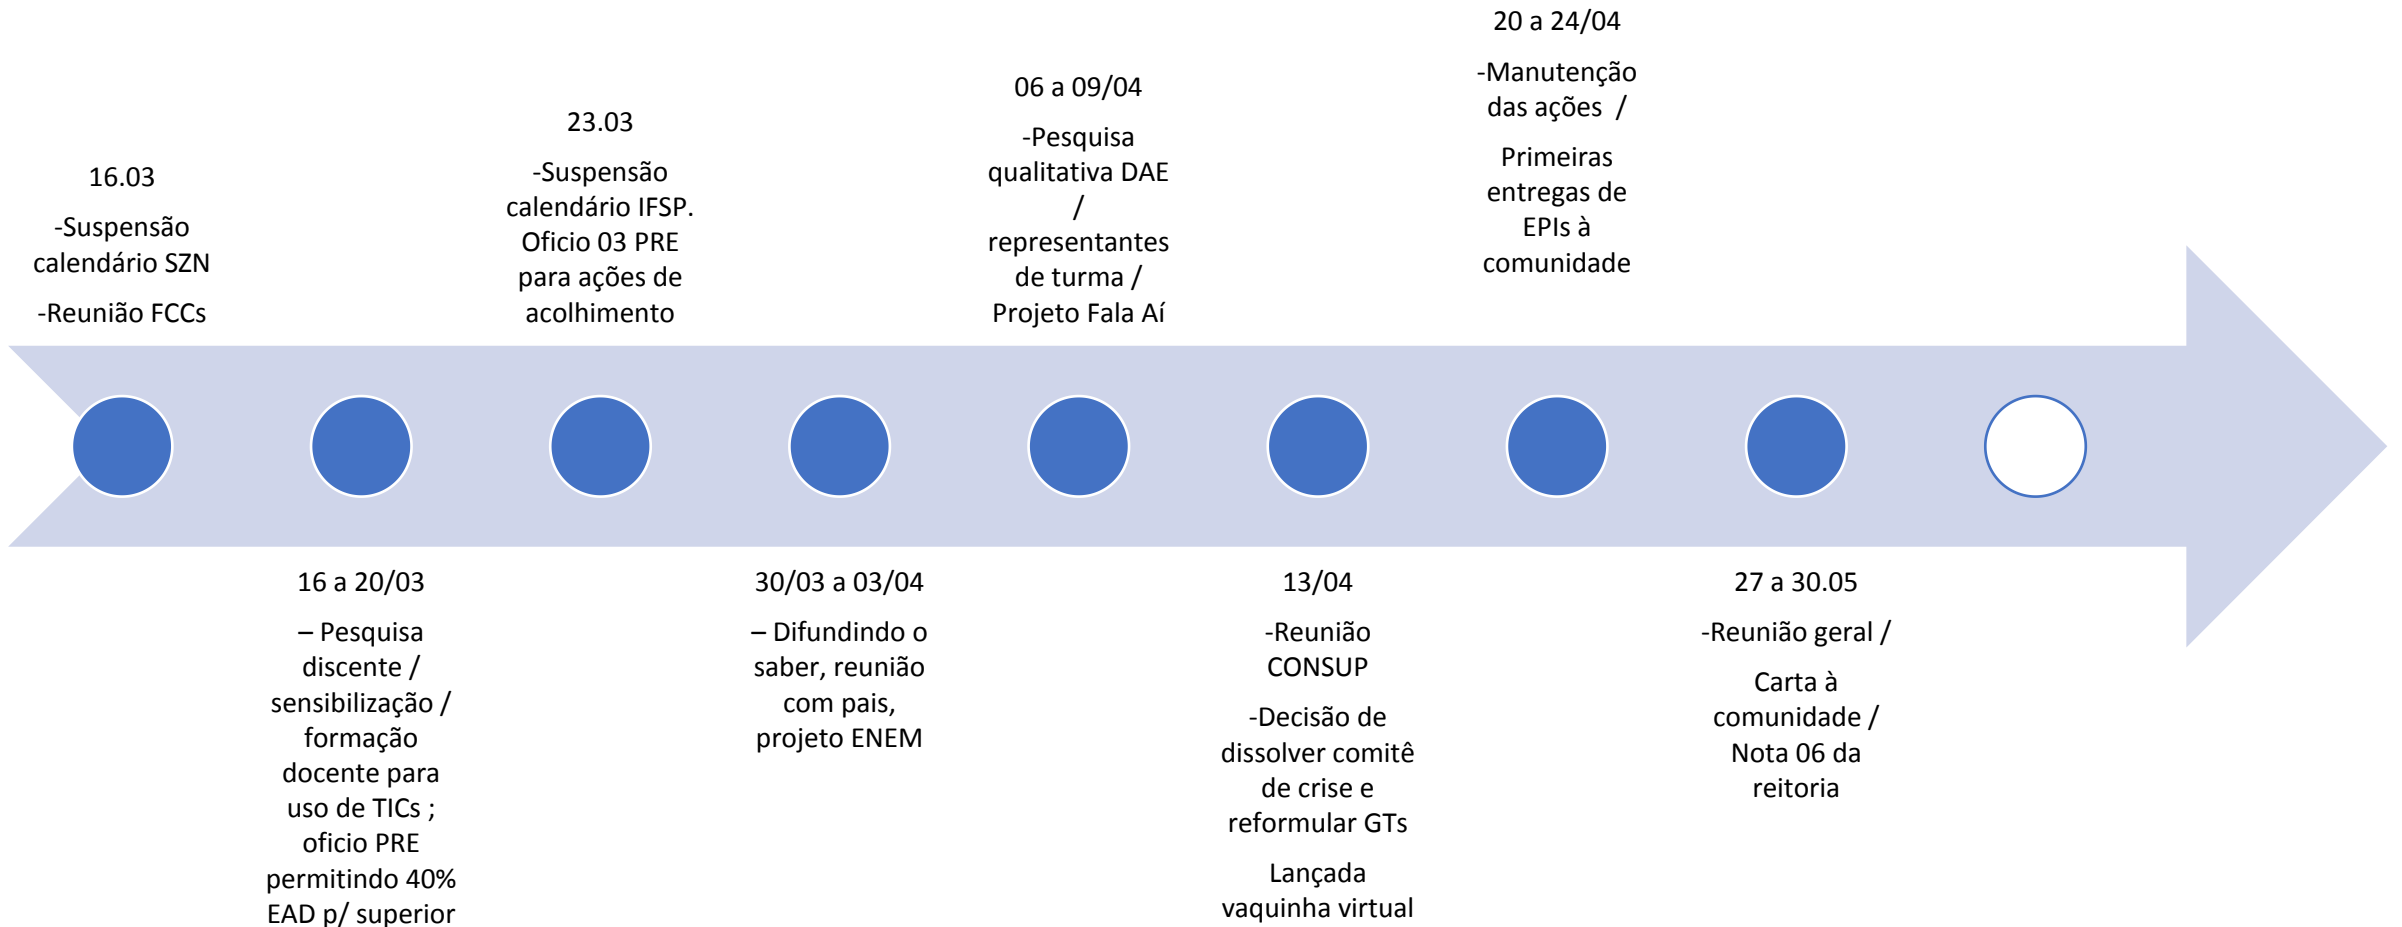 16.03
-Suspensão
calendário SZN
-Reunião FCCs
16 a 20/03
– Pesquisa
discente /
sensibilização /
formação
docente para
uso de TICs ;
oficio PRE
permitindo 40%
EAD p/ superior
23.03
-Suspensão
calendário IFSP.
Oficio 03 PRE
para ações de
acolhimento
30/03 a 03/04
– Difundindo o
saber, reunião
com pais,
projeto ENEM
06 a 09/04
-Pesquisa
qualitativa DAE
/
representantes
de turma /
Projeto Fala Aí
13/04
-Reunião
CONSUP
-Decisão de
dissolver comitê
de crise e
reformular GTs
Lançada
vaquinha virtual
20 a 24/04
-Manutenção
das ações /
Primeiras
entregas de
EPIs à
comunidade
27 a 30.05
-Reunião geral /
Carta à
comunidade /
Nota 06 da
reitoria